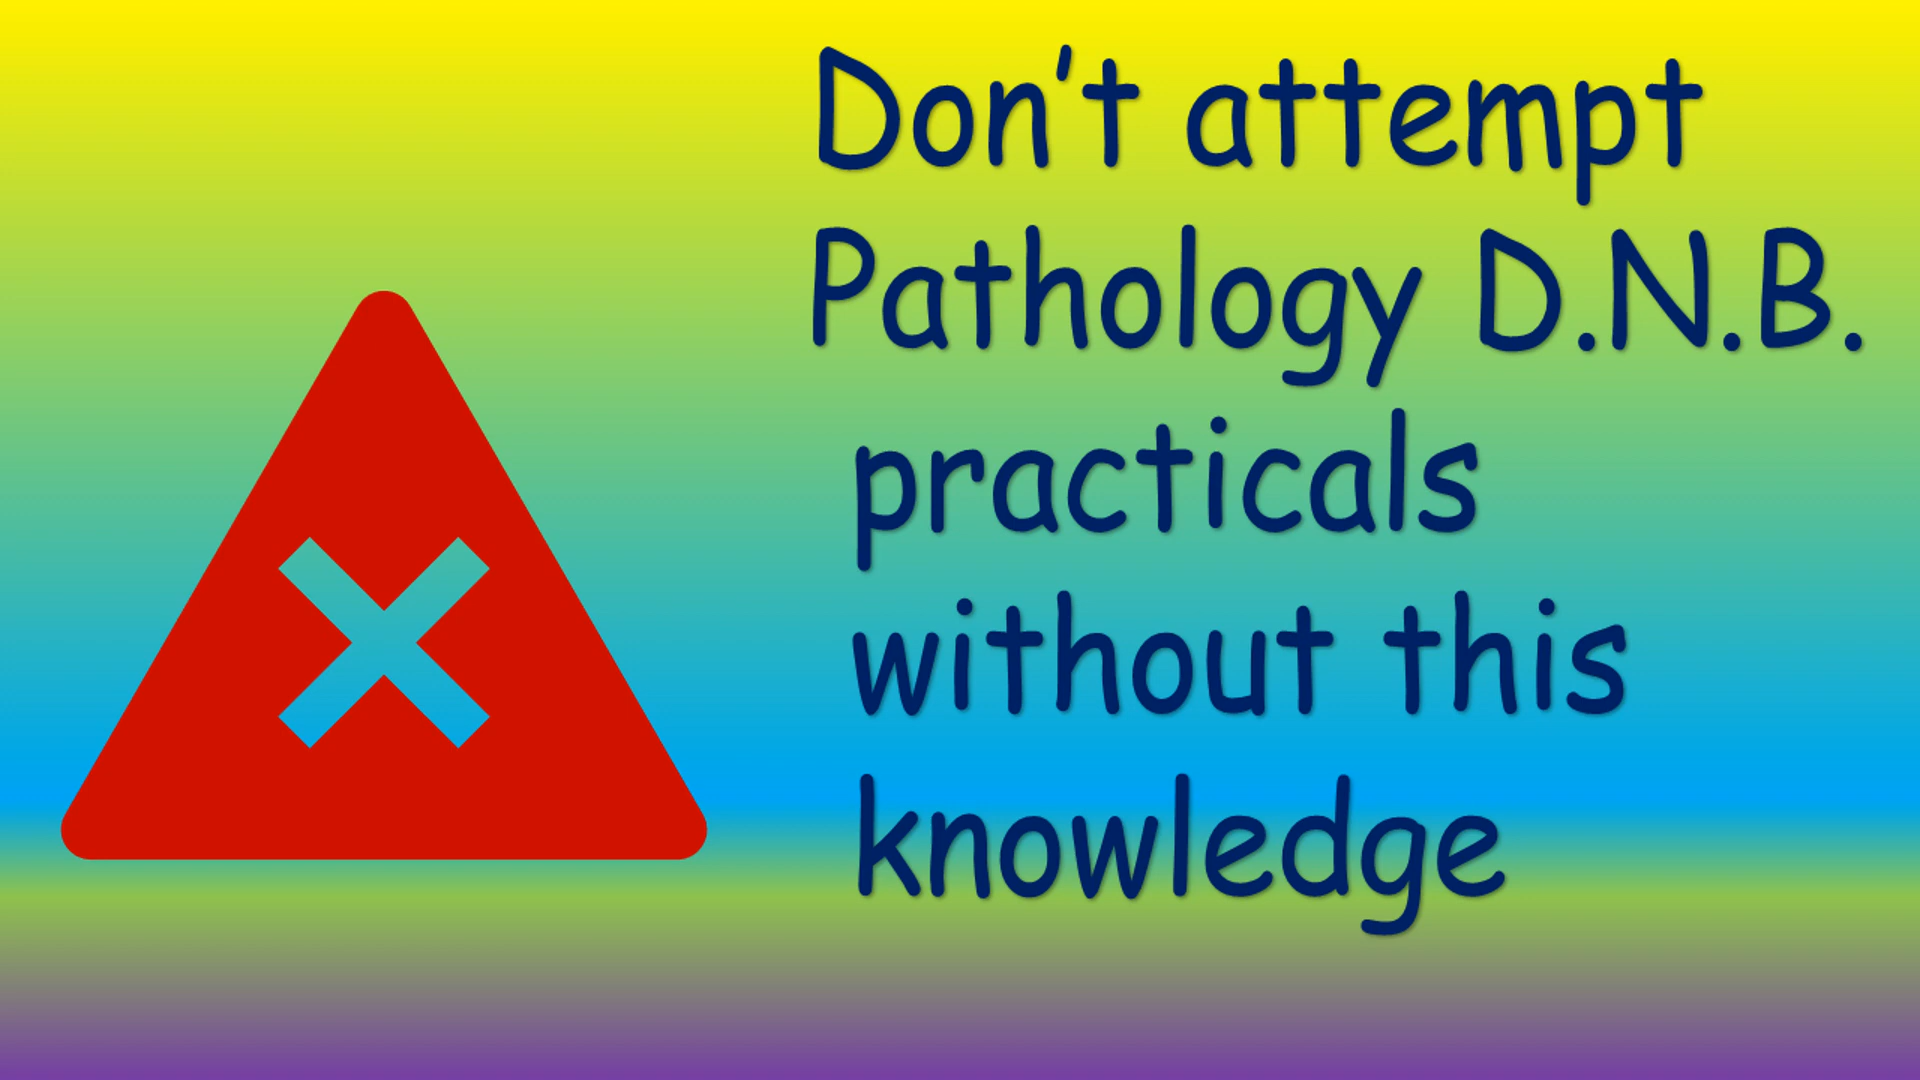 Don’t attempt
Pathology D.N.B.
practicals
without this
knowledge